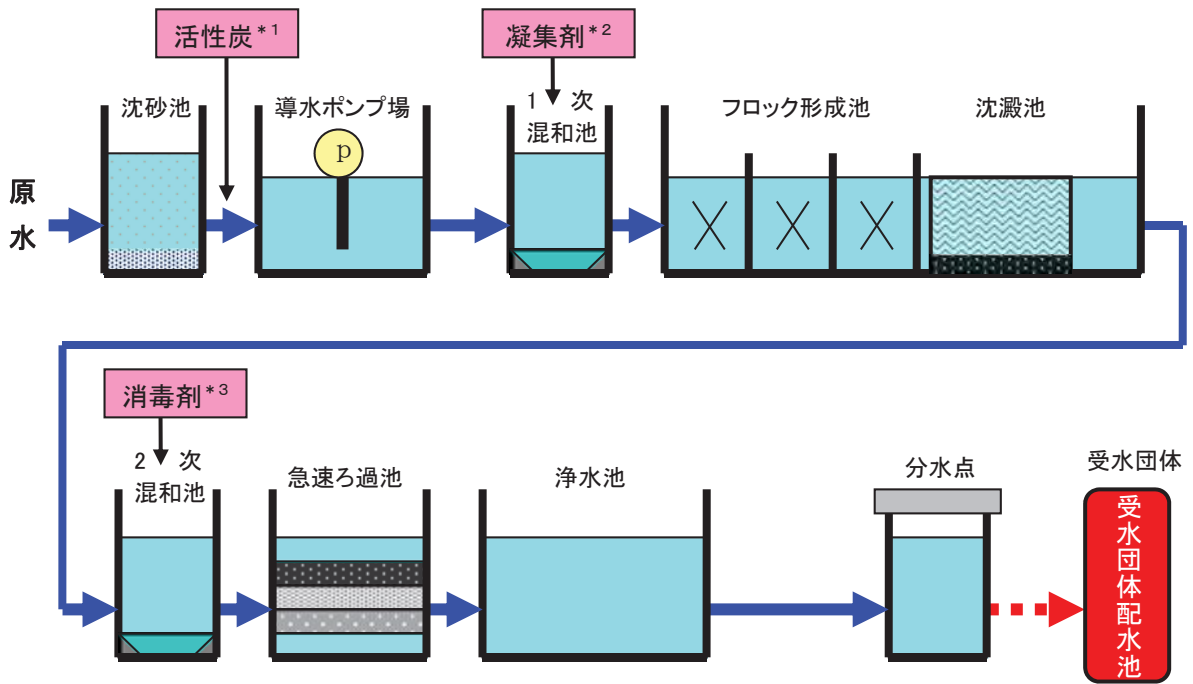 活性炭*1
凝集剤*2
沈砂池
導水ポンプ場
1 次
混和池
フロック形成池
沈澱池
p
原
水
消毒剤*3
2 次
混和池
急速ろ過池
浄水池
分水点
受水団体
受水団体配水池